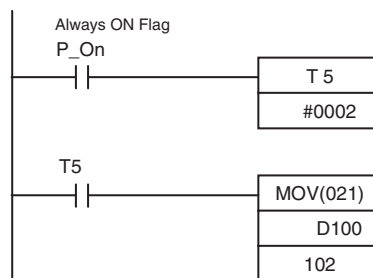 Always ON Flag
P_On
T 5
#0002
T5
MOV(021)
D100
102